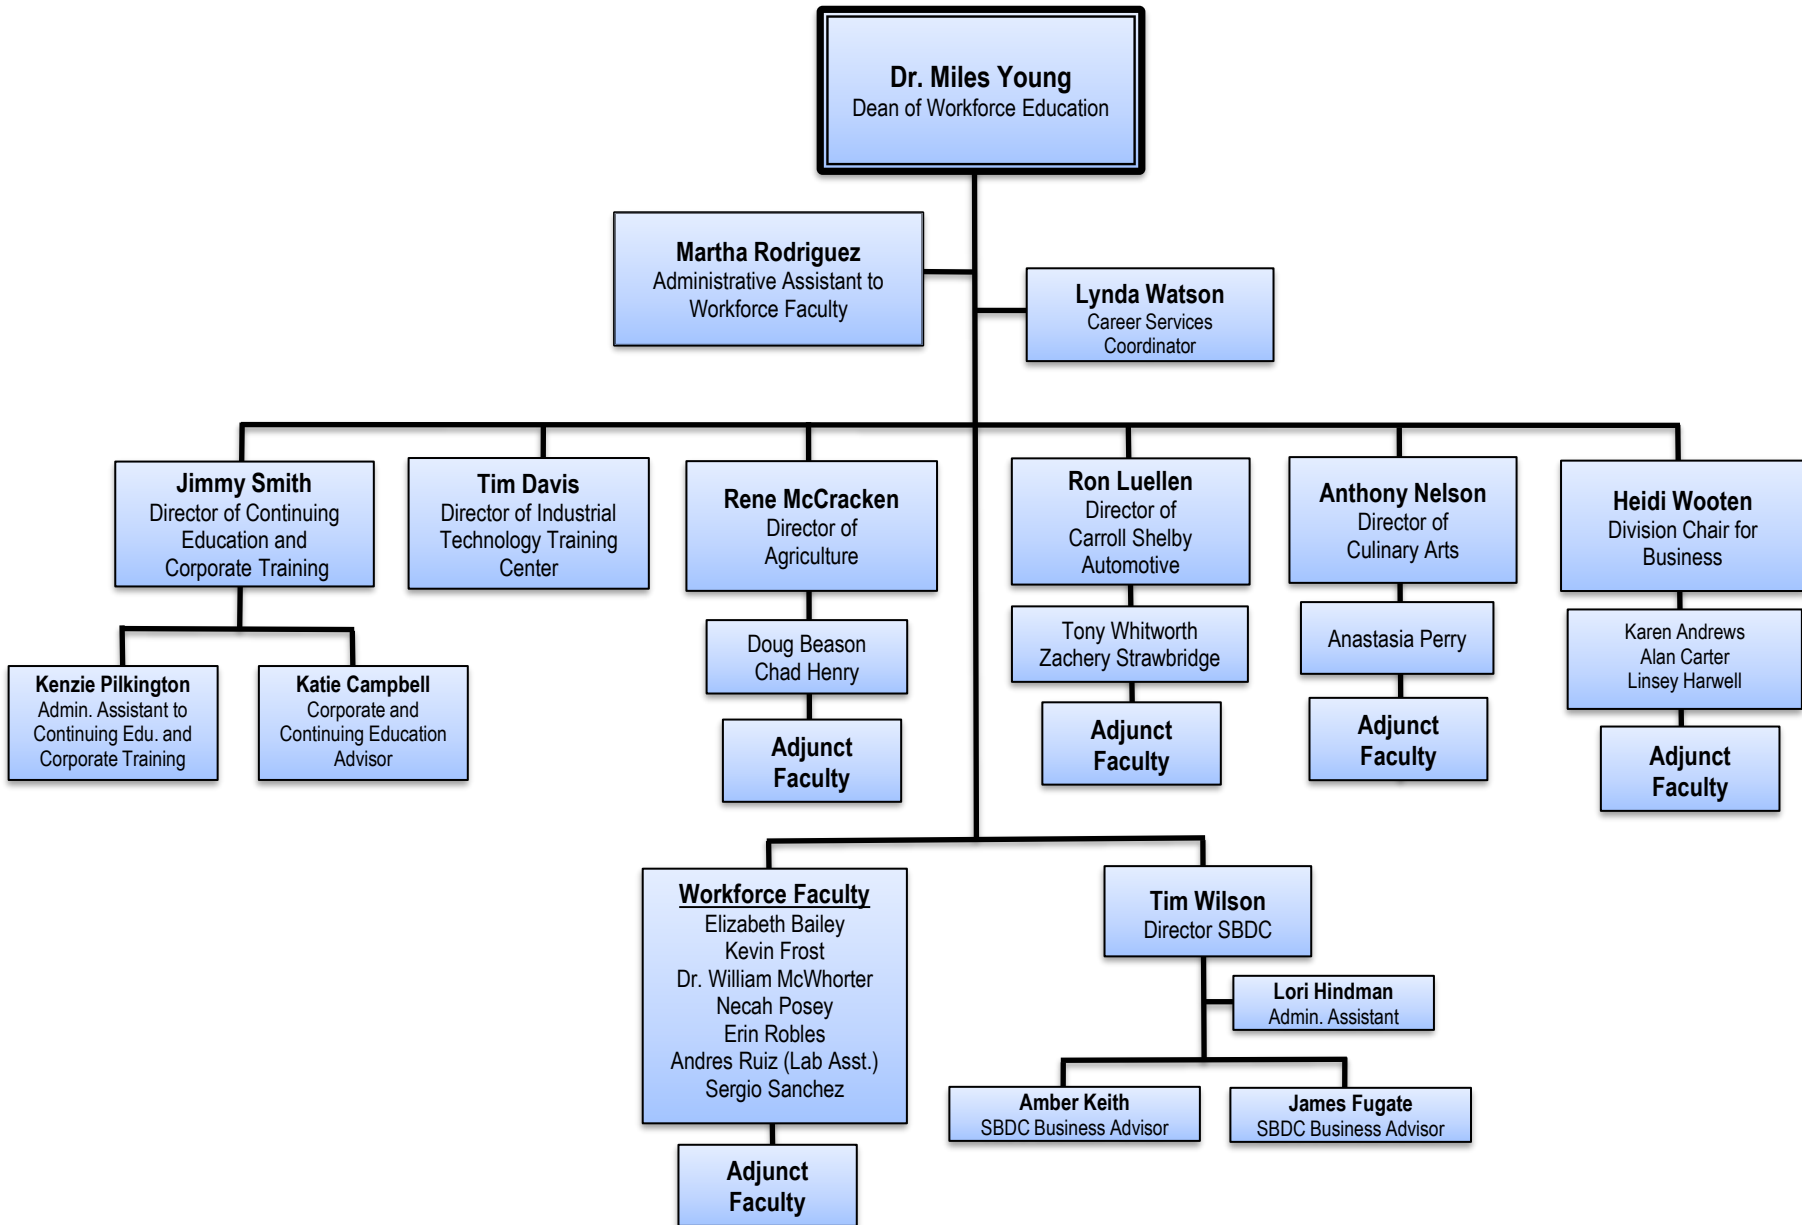 Dr. Miles Young
Dean of Workforce Education
Martha Rodriguez
Administrative Assistant to
Workforce Faculty
Lynda Watson
Career Services
Coordinator
Jimmy Smith
Director of Continuing
Education and
Corporate Training
Tim Davis
Director of Industrial
Technology Training
Center
Rene McCracken
Director of
Agriculture
Ron Luellen
Director of
Carroll Shelby
Automotive
Anthony Nelson
Director of
Culinary Arts
Heidi Wooten
Division Chair for
Business
Kenzie Pilkington
Admin. Assistant to
Continuing Edu. and
Corporate Training
Katie Campbell
Corporate and
Continuing Education
Advisor
Doug Beason
Chad Henry
Adjunct
Faculty
Tony Whitworth
Zachery Strawbridge
Adjunct
Faculty
Anastasia Perry
Adjunct
Faculty
Karen Andrews
Alan Carter
Linsey Harwell
Adjunct
Faculty
Workforce Faculty
Elizabeth Bailey
Kevin Frost
Dr. William McWhorter
Necah Posey
Erin Robles
Andres Ruiz (Lab Asst.)
Sergio Sanchez
Adjunct
Faculty
Tim Wilson
Director SBDC
Lori Hindman
Admin. Assistant
Amber Keith
SBDC Business Advisor
James Fugate
SBDC Business Advisor